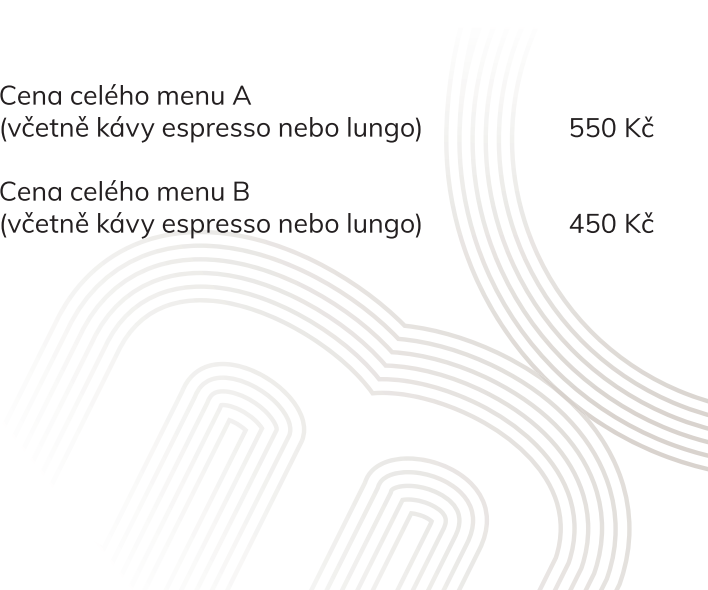 Cena celého menu A
(včetně kávy espresso nebo lungo) 550 Kč
Cena celého menu B
(včetně kávy espresso nebo lungo) 450 Kč